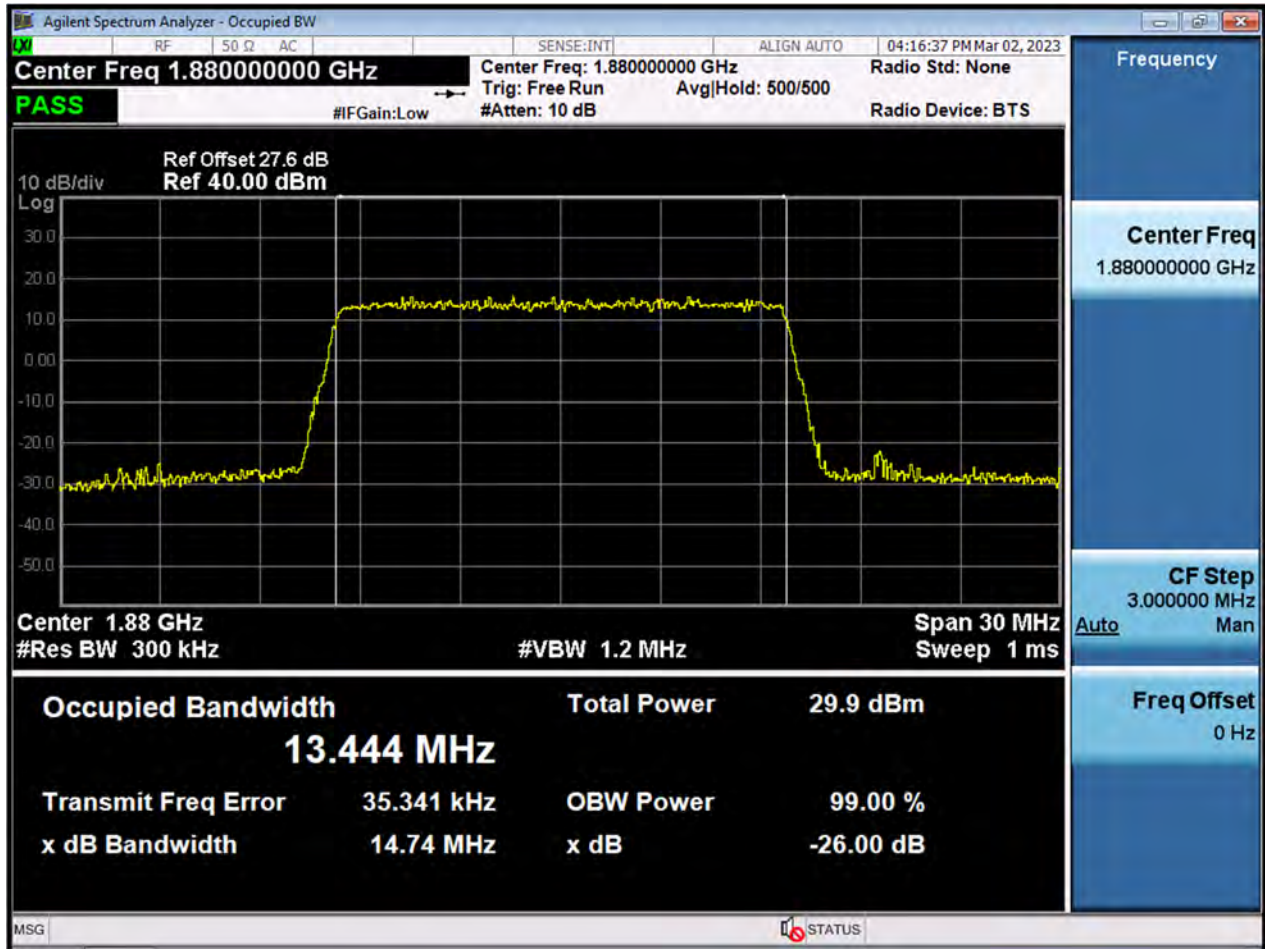 Agilent Spectrum Analyzer - Occupied BW
LXI RF 50 Ω AC SENSE:INT ALIGN AUTO 04:16:37 PM Mar 02, 2023
Center Freq 1.880000000 GHz
Center Freq: 1.880000000 GHz
Radio Std: None
Trig: Free Run
Avg|Hold: 500/500
PASS
#IFGain:Low
#Atten: 10 dB
Radio Device: BTS
Ref Offset 27.6 dB
10 dB/div
Ref 40.00 dBm
Log
30.0
20.0
10.0
0.00
-10.0
-20.0
-30.0
-40.0
-50.0
Center 1.88 GHz
Span 30 MHz
#Res BW 300 kHz
#VBW 1.2 MHz
Sweep 1 ms
Occupied Bandwidth
13.444 MHz
Total Power 29.9 dBm
Transmit Freq Error 35.341 kHz
OBW Power 99.00 %
x dB Bandwidth 14.74 MHz
x dB -26.00 dB
Frequency
Center Freq
1.880000000 GHz
CF Step
3.000000 MHz
Auto Man
Freq Offset
0 Hz
MSG
STATUS